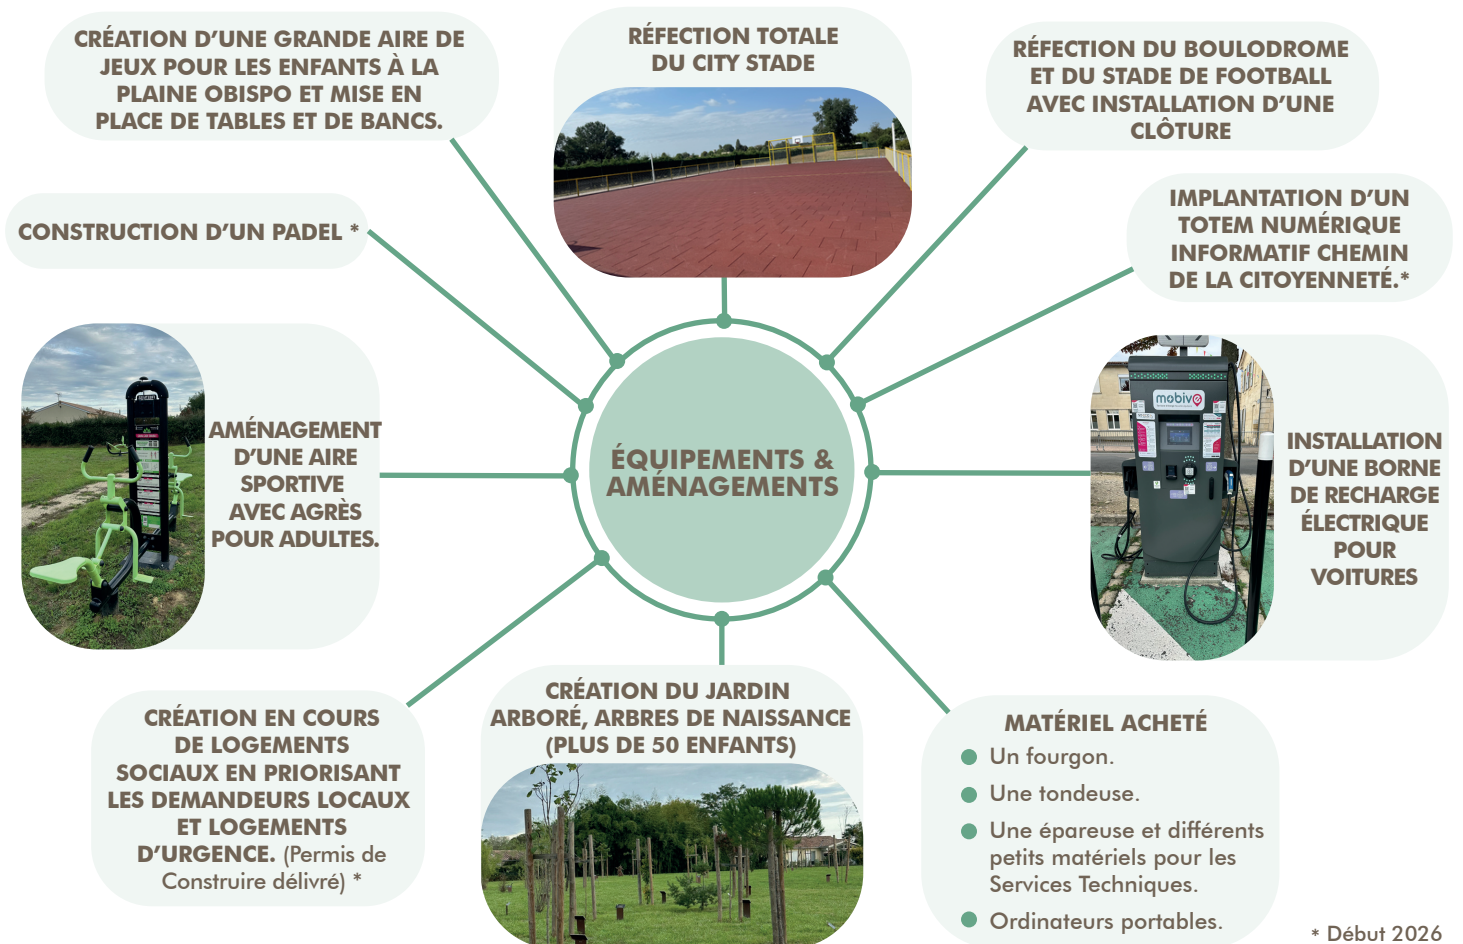 CRÉATION D'UNE GRANDE AIRE DE
JEUX POUR LES ENFANTS À LA
PLAINE OBISPO ET MISE EN
PLACE DE TABLES ET DE BANCS.
RÉFECTION TOTALE
DU CITY STADE
RÉFECTION DU BOULODROME
ET DU STADE DE FOOTBALL
AVEC INSTALLATION D'UNE
CLÔTURE
CONSTRUCTION D'UN PADEL *
IMPLANTATION D'UN
TOTEM NUMÉRIQUE
INFORMATIF CHEMIN
DE LA CITOYENNETÉ.*
AMÉNAGEMENT
D'UNE AIRE
SPORTIVE
AVEC AGRÈS
POUR ADULTES.
ÉQUIPEMENTS &
AMÉNAGEMENTS
mobive
INSTALLATION
D'UNE BORNE
DE RECHARGE
ÉLECTRIQUE
POUR
VOITURES
CRÉATION EN COURS
DE LOGEMENTS
SOCIAUX EN PRIORISANT
LES DEMANDEURS LOCAUX
ET LOGEMENTS
D'URGENCE. (Permis de
Construire délivré) *
CRÉATION DU JARDIN
ARBORÉ, ARBRES DE NAISSANCE
(PLUS DE 50 ENFANTS)
MATÉRIEL ACHETÉ
Un fourgon.
Une tondeuse.
Une épareuse et différents
petits matériels pour les
Services Techniques.
Ordinateurs portables.
* Début 2026